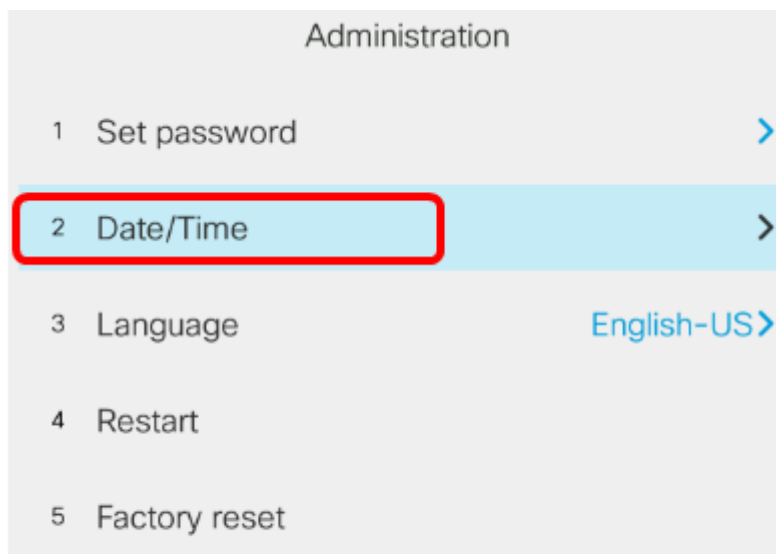 Administration
1 Set password
2 Date/Time
3 Language English-US
4 Restart
5 Factory reset